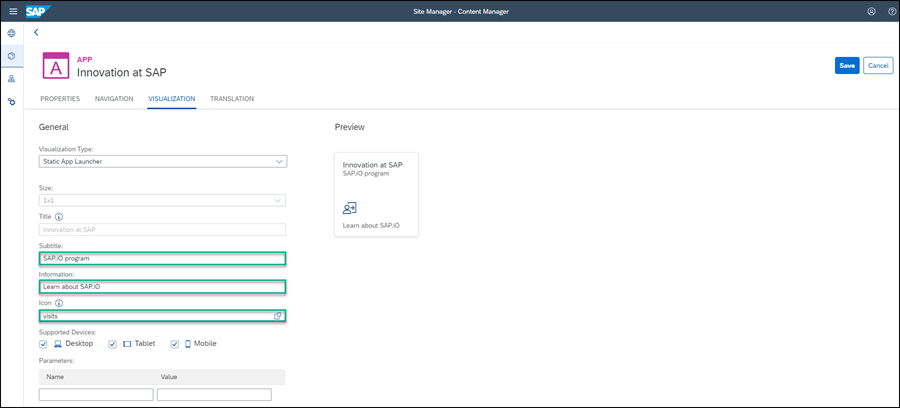 SAP
Site Manager - Content Manager
APP
A
Innovation at SAP
Save
Cancel
PROPERTIES
NAVIGATION
VISUALIZATION
TRANSLATION
General
Preview
Visualization Type:
Static App Launcher
Size:
1x1
Title
Innovation at SAP
Subtitle:
SAP.iO program
Information:
Learn about SAP.iO
Icon
visits
Supported Devices:
Desktop
Tablet
Mobile
Parameters:
Name
Value
Innovation at SAP
SAP.iO program
Learn about SAP.iO